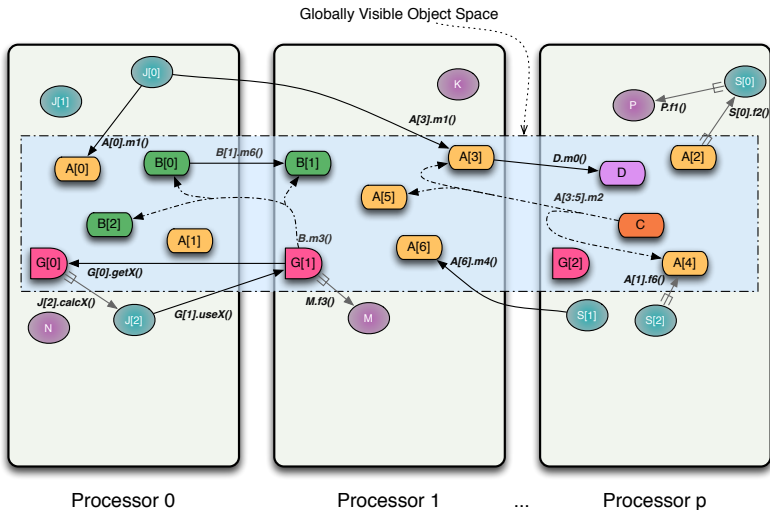 Globally Visible Object Space
J[0]
J[1]
K
P
S[0]
P.f1()
S[0].f2()
A[0].m1()
A[3].m1()
A[0]
B[0]
B[1].m6()
B[1]
A[3]
D.m0()
D
A[2]
A[5]
A[3:5].m2
B[2]
A[1]
B.m3()
A[6]
C
G[0]
G[0].getX()
G[1]
A[6].m4()
G[2]
A[4]
A[1].f6()
J[2].calcX()
G[1].useX()
M.f3()
N
J[2]
M
S[1]
S[2]
Processor 0
Processor 1
...
Processor p